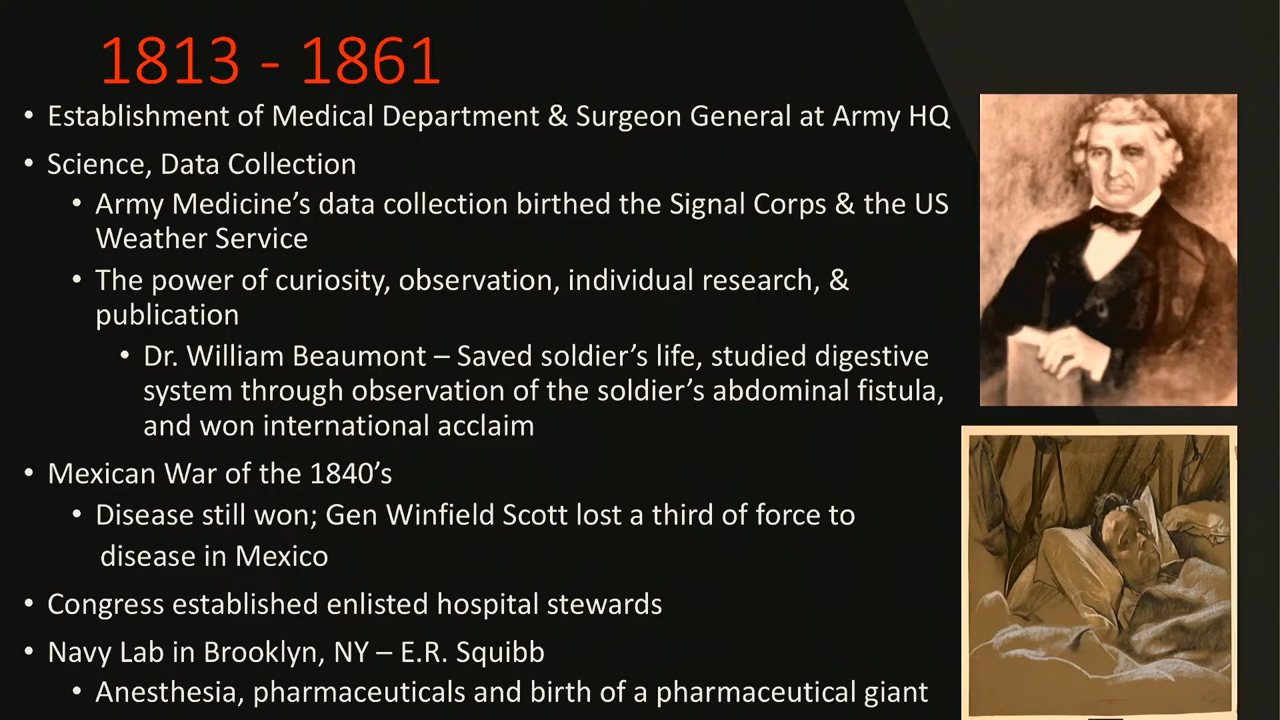 1813 - 1861
• Establishment of Medical Department & Surgeon General at Army HQ
• Science, Data Collection
• Army Medicine’s data collection birthed the Signal Corps & the US
Weather Service
• The power of curiosity, observation, individual research, &
publication
• Dr. William Beaumont – Saved soldier’s life, studied digestive
system through observation of the soldier’s abdominal fistula,
and won international acclaim
• Mexican War of the 1840’s
• Disease still won; Gen Winfield Scott lost a third of force to
disease in Mexico
• Congress established enlisted hospital stewards
• Navy Lab in Brooklyn, NY – E.R. Squibb
• Anesthesia, pharmaceuticals and birth of a pharmaceutical giant